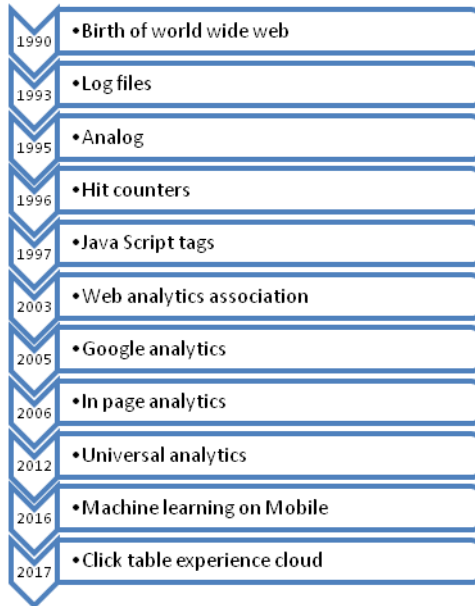 1990 •Birth of world wide web
1993 •Log files
1995 •Analog
1996 •Hit counters
1997 •Java Script tags
2003 •Web analytics association
2005 •Google analytics
2006 •In page analytics
2012 •Universal analytics
2016 •Machine learning on Mobile
2017 •Click table experience cloud